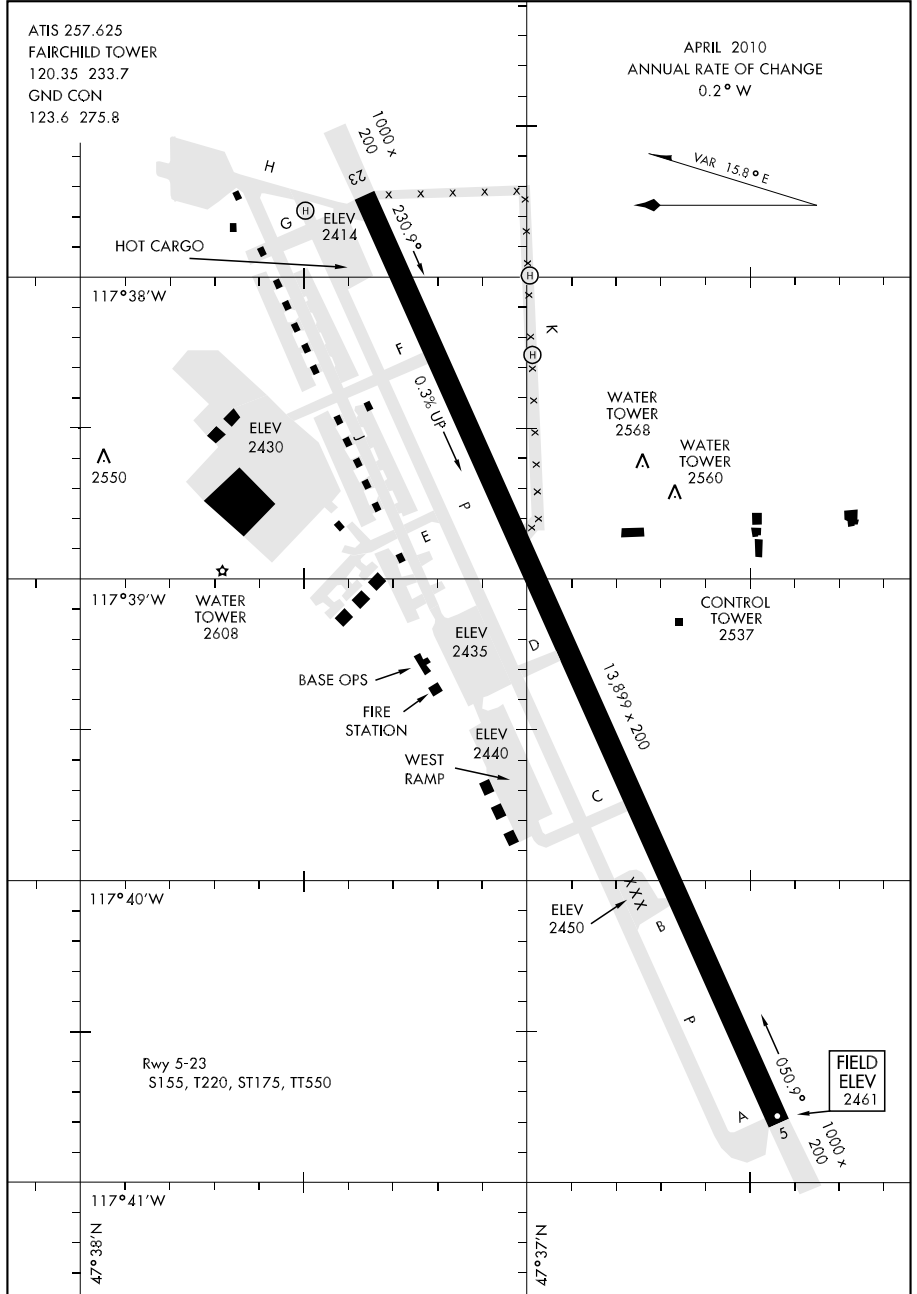 ATIS 257.625
FAIRCHILD TOWER
120.35 233.7
GND CON
123.6 275.8
APRIL 2010
ANNUAL RATE OF CHANGE
0.2° W
VAR 15.8° E
1000 x
200
23
H
G
H
ELEV
2414
230.9°
HOT CARGO
117°38'W
H
K
H
F
0.3% UP
WATER
TOWER
2568
WATER
TOWER
2560
ELEV
2430
J
2550
P
E
117°39'W
WATER
TOWER
2608
CONTROL
TOWER
2537
ELEV
2435
D
BASE OPS
13,899 x 200
FIRE
STATION
ELEV
2440
WEST
RAMP
C
117°40'W
X X X
ELEV
2450
B
P
Rwy 5-23
S155, T220, ST175, TT550
050.9°
FIELD
ELEV
2461
A
5
1000 x
200
117°41'W
47°38'N
47°37'N